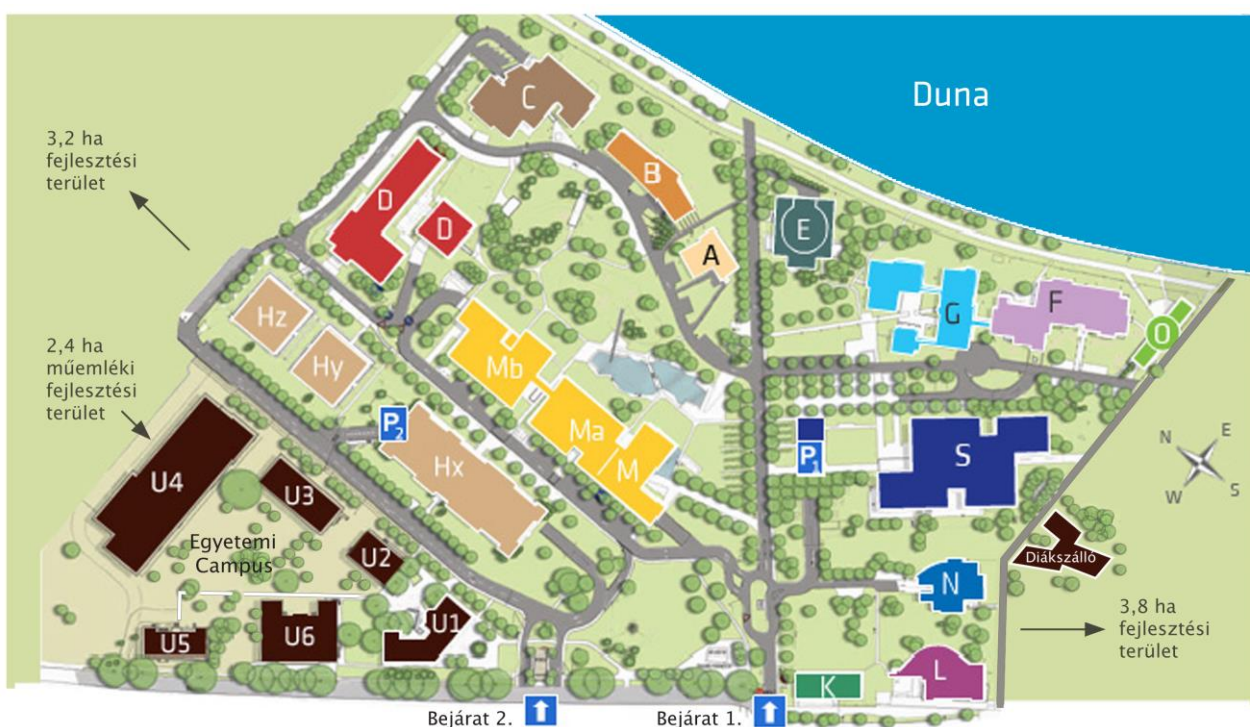 Duna
3,2 ha
fejlesztési
terület
2,4 ha
műemléki
fejlesztési
terület
C
B
D
D
A
E
G
F
O
Hz
Hy
Mb
Ma
M
P2
Hx
P1
S
N
E
W
S
U4
U3
Egyetemi
Campus
U2
U5
U6
U1
Diákszálló
N
3,8 ha
fejlesztési
terület
K
L
Bejárat 2.
Bejárat 1.